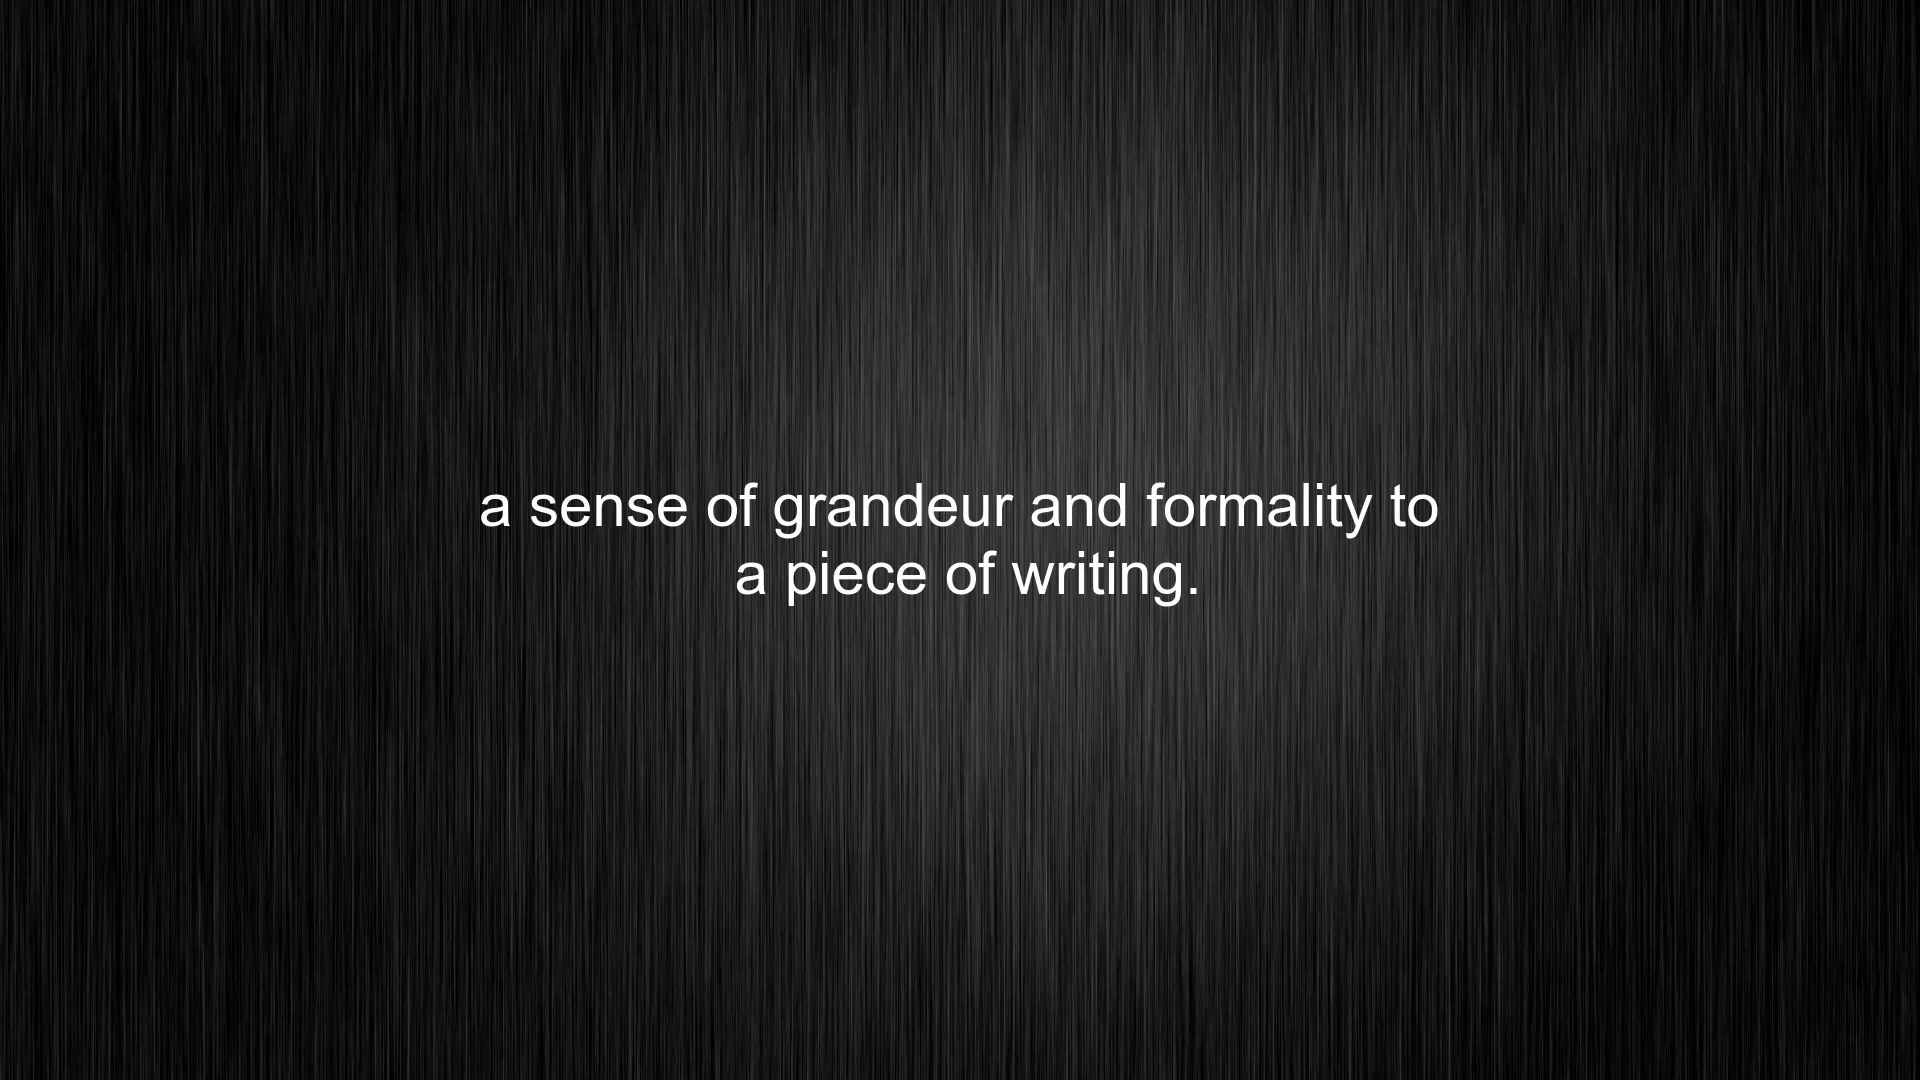 a sense of grandeur and formality to
a piece of writing.